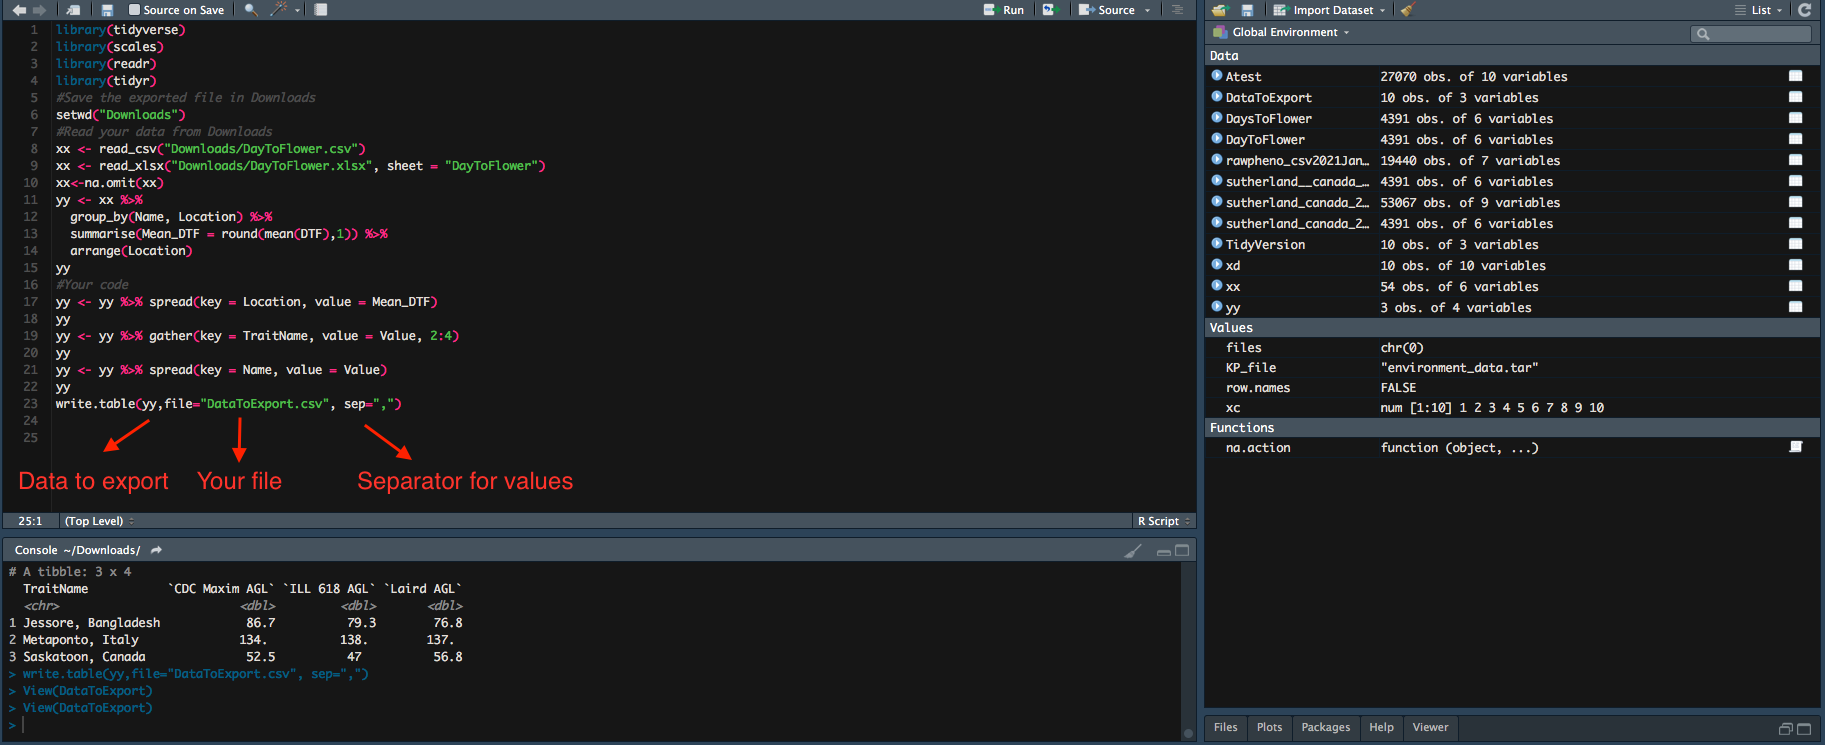 Source on Save Run Source
1 library(tidyverse)
2 library(scales)
3 library(readr)
4 library(tidyr)
5 #Save the exported file in Downloads
6 setwd("Downloads")
7 #Read your data from Downloads
8 xx <- read_csv("Downloads/DayToFlower.csv")
9 xx <- read_xlsx("Downloads/DayToFlower.xlsx", sheet = "DayToFlower")
10 xx<-na.omit(xx)
11 yy <- xx %>%
12 group_by(Name, Location) %>%
13 summarise(Mean_DTF = round(mean(DTF),1)) %>%
14 arrange(Location)
15 yy
16 #Your code
17 yy <- yy %>% spread(key = Location, value = Mean_DTF)
18 yy
19 yy <- yy %>% gather(key = TraitName, value = Value, 2:4)
20 yy
21 yy <- yy %>% spread(key = Name, value = Value)
22 yy
23 write.table(yy,file="DataToExport.csv", sep=",")
24
25
Data to export Your file Separator for values
25:1 (Top Level) R Script
Console ~/Downloads/
# A tibble: 3 x 4
TraitName `CDC Maxim AGL` `ILL 618 AGL` `Laird AGL`
<chr> <dbl> <dbl> <dbl>
1 Jessore, Bangladesh 86.7 79.3 76.8
2 Metaponto, Italy 134. 138. 137.
3 Saskatoon, Canada 52.5 47 56.8
> write.table(yy,file="DataToExport.csv", sep=",")
> View(DataToExport)
> View(DataToExport)
>
Import Dataset List
Global Environment
Data
Atest 27070 obs. of 10 variables
DataToExport 10 obs. of 3 variables
DaysToFlower 4391 obs. of 6 variables
DayToFlower 4391 obs. of 6 variables
rawpheno_csv2021Jan… 19440 obs. of 7 variables
sutherland__canada_… 4391 obs. of 6 variables
sutherland_canada_2… 53067 obs. of 9 variables
sutherland_canada_2… 4391 obs. of 6 variables
TidyVersion 10 obs. of 3 variables
xd 10 obs. of 10 variables
xx 54 obs. of 6 variables
yy 3 obs. of 4 variables
Values
files chr(0)
KP_file "environment_data.tar"
row.names FALSE
xc num [1:10] 1 2 3 4 5 6 7 8 9 10
Functions
na.action function (object, ...)
Files Plots Packages Help Viewer